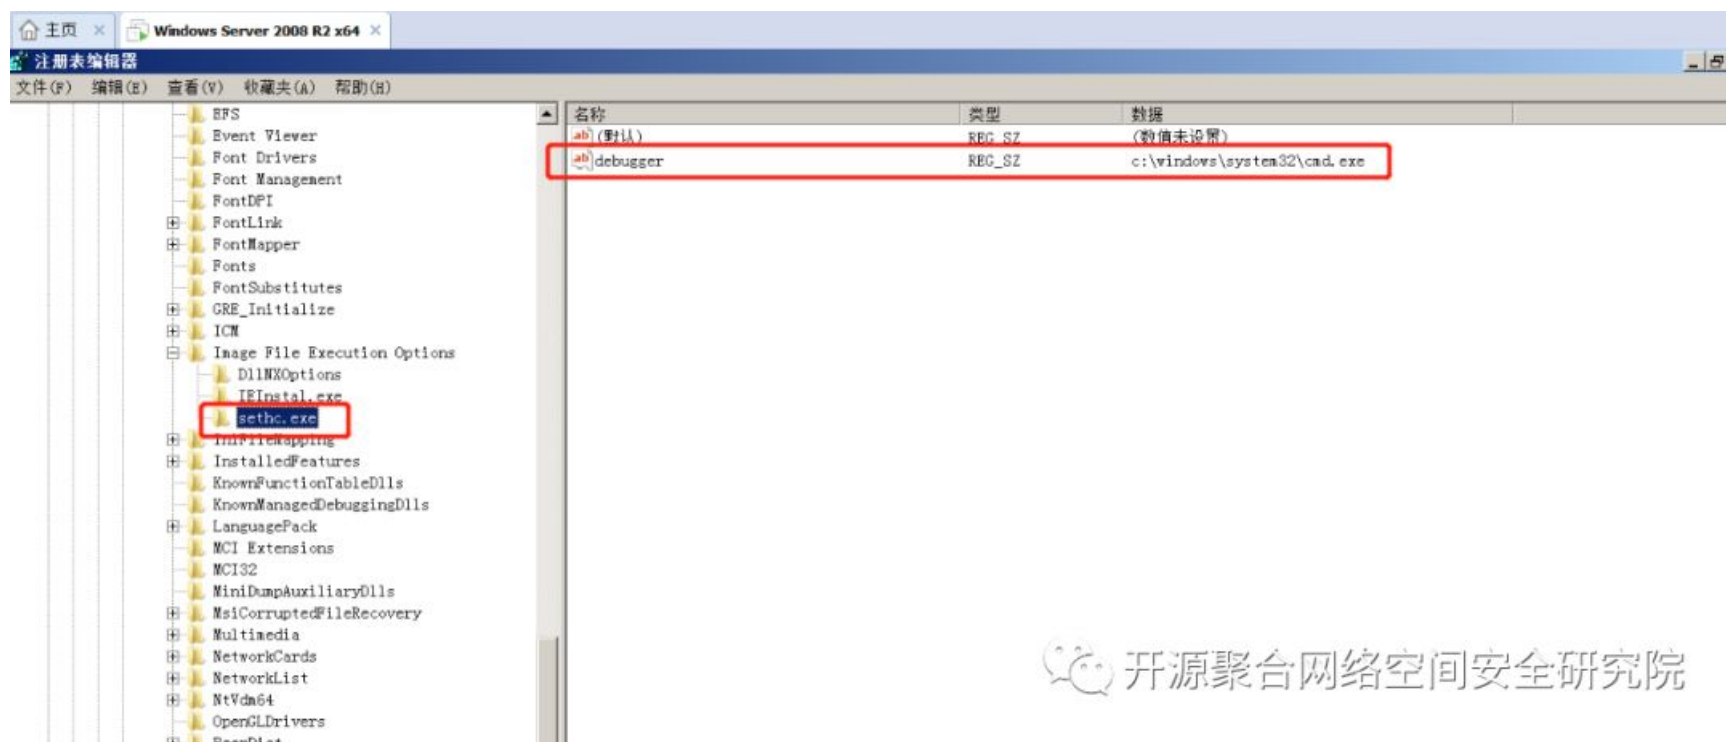 主页
Windows Server 2008 R2 x64
注册表编辑器
文件(F) 编辑(E) 查看(V) 收藏夹(A) 帮助(H)
EFS
Event Viewer
Font Drivers
Font Management
FontDPI
FontLink
FontMapper
Fonts
FontSubstitutes
GRE_Initialize
ICM
Image File Execution Options
DllNXOptions
IEInstal.exe
sethc.exe
IniFileMapping
InstalledFeatures
KnownFunctionTableDlls
KnownManagedDebuggingDlls
LanguagePack
MCI Extensions
MCI32
MiniDumpAuxiliaryDlls
MsiCorruptedFileRecovery
Multimedia
NetworkCards
NetworkList
NtVdm64
OpenGLDrivers
名称 类型 数据
ab (默认) REG_SZ (数值未设置)
ab debugger REG_SZ c:\windows\system32\cmd.exe
开源聚合网络空间安全研究院